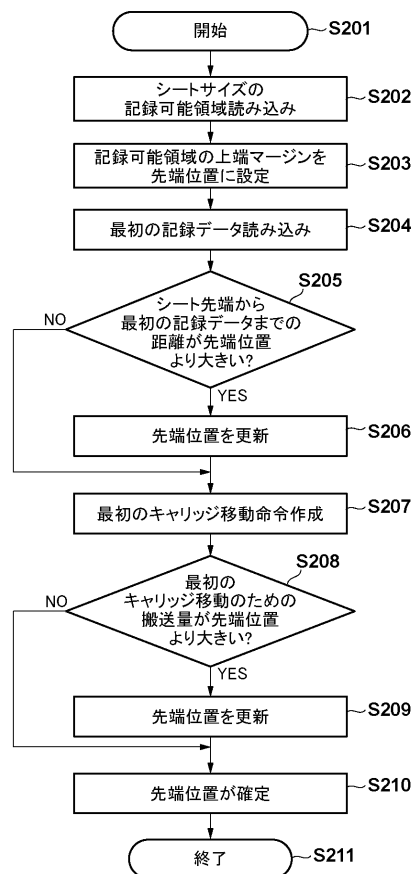 開始
S201
シートサイズの
記録可能領域読み込み
S202
記録可能領域の上端マージンを
先端位置に設定
S203
最初の記録データ読み込み
S204
S205
シート先端から
最初の記録データまでの
距離が先端位置
より大きい?
NO
YES
先端位置を更新
S206
最初のキャリッジ移動命令作成
S207
S208
最初の
キャリッジ移動のための
搬送量が先端位置
より大きい?
NO
YES
先端位置を更新
S209
先端位置が確定
S210
終了
S211